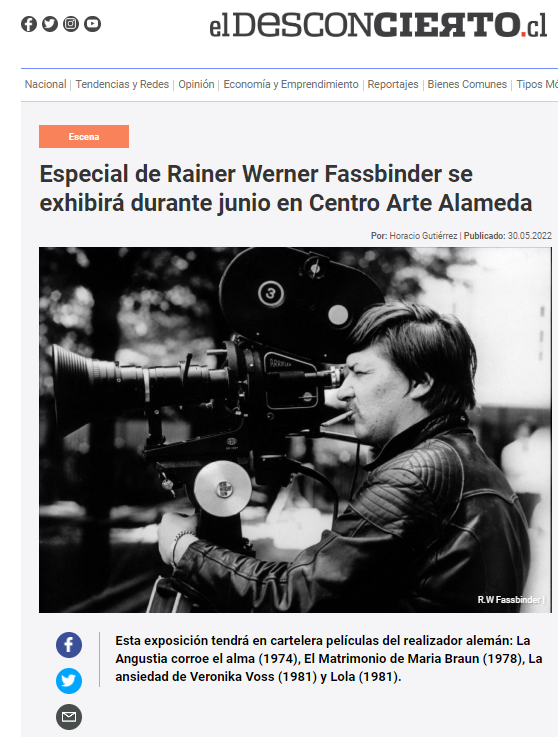 elDESCONCIERTO.cl
Nacional | Tendencias y Redes | Opinión | Economía y Emprendimiento | Reportajes | Bienes Comunes | Tipos Mó
Escena
Especial de Rainer Werner Fassbinder se
exhibirá durante junio en Centro Arte Alameda
Por: Horacio Gutiérrez | Publicado: 30.05.2022
3
R.W Fassbinder |
Esta exposición tendrá en cartelera películas del realizador alemán: La
Angustia corroe el alma (1974), El Matrimonio de Maria Braun (1978), La
ansiedad de Veronika Voss (1981) y Lola (1981).